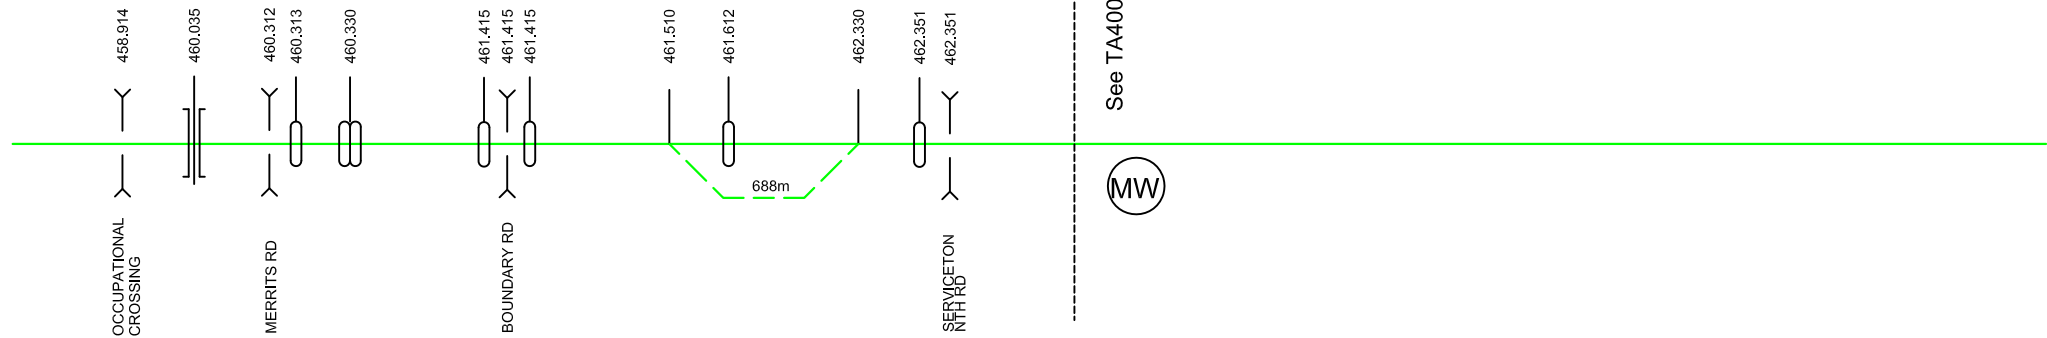 458.914
460.035
460.312
460.313
460.330
461.415
461.415
461.415
461.510
461.612
462.330
462.351
462.351
See TA400
688m
MW
OCCUPATIONAL
CROSSING
MERRITS RD
BOUNDARY RD
SERVICETON
NTH RD